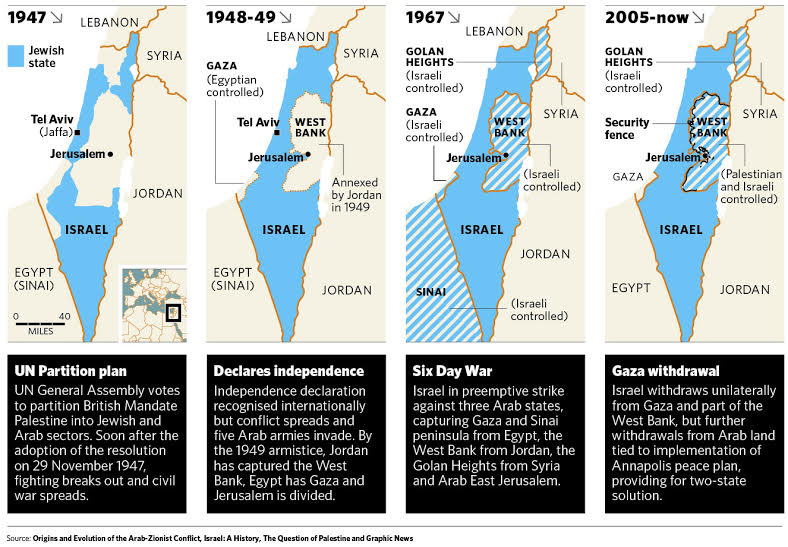 1947
LEBANON
Jewish
state
SYRIA
Tel Aviv
(Jaffa)
Jerusalem
JORDAN
ISRAEL
EGYPT
(SINAI)
0 40
MILES
UN Partition plan
UN General Assembly votes
to partition British Mandate
Palestine into Jewish and
Arab sectors. Soon after the
adoption of the resolution
on 29 November 1947,
fighting breaks out and civil
war spreads.
1948-49
LEBANON
GAZA
(Egyptian
controlled)
SYRIA
Tel Aviv
WEST
BANK
Jerusalem
Annexed
by Jordan
in 1949
ISRAEL
EGYPT
(SINAI)
JORDAN
Declares independence
Independence declaration
recognised internationally
but conflict spreads and
five Arab armies invade. By
the 1949 armistice, Jordan
has captured the West
Bank, Egypt has Gaza and
Jerusalem is divided.
1967
LEBANON
GOLAN
HEIGHTS
(Israeli
controlled)
SYRIA
GAZA
(Israeli
controlled)
WEST
BANK
Jerusalem
(Israeli
controlled)
ISRAEL
JORDAN
SINAI
(Israeli
controlled)
Six Day War
Israel in preemptive strike
against three Arab states,
capturing Gaza and Sinai
peninsula from Egypt, the
West Bank from Jordan, the
Golan Heights from Syria
and Arab East Jerusalem.
2005-now
LEBANON
GOLAN
HEIGHTS
(Israeli
controlled)
SYRIA
Security
fence
WEST
BANK
Jerusalem
GAZA
(Palestinian
and Israeli
controlled)
ISRAEL
EGYPT
JORDAN
Gaza withdrawal
Israel withdraws unilaterally
from Gaza and part of the
West Bank, but further
withdrawals from Arab land
tied to implementation of
Annapolis peace plan,
providing for two-state
solution.
Source: Origins and Evolution of the Arab-Zionist Conflict, Israel: A History, The Question of Palestine and Graphic News